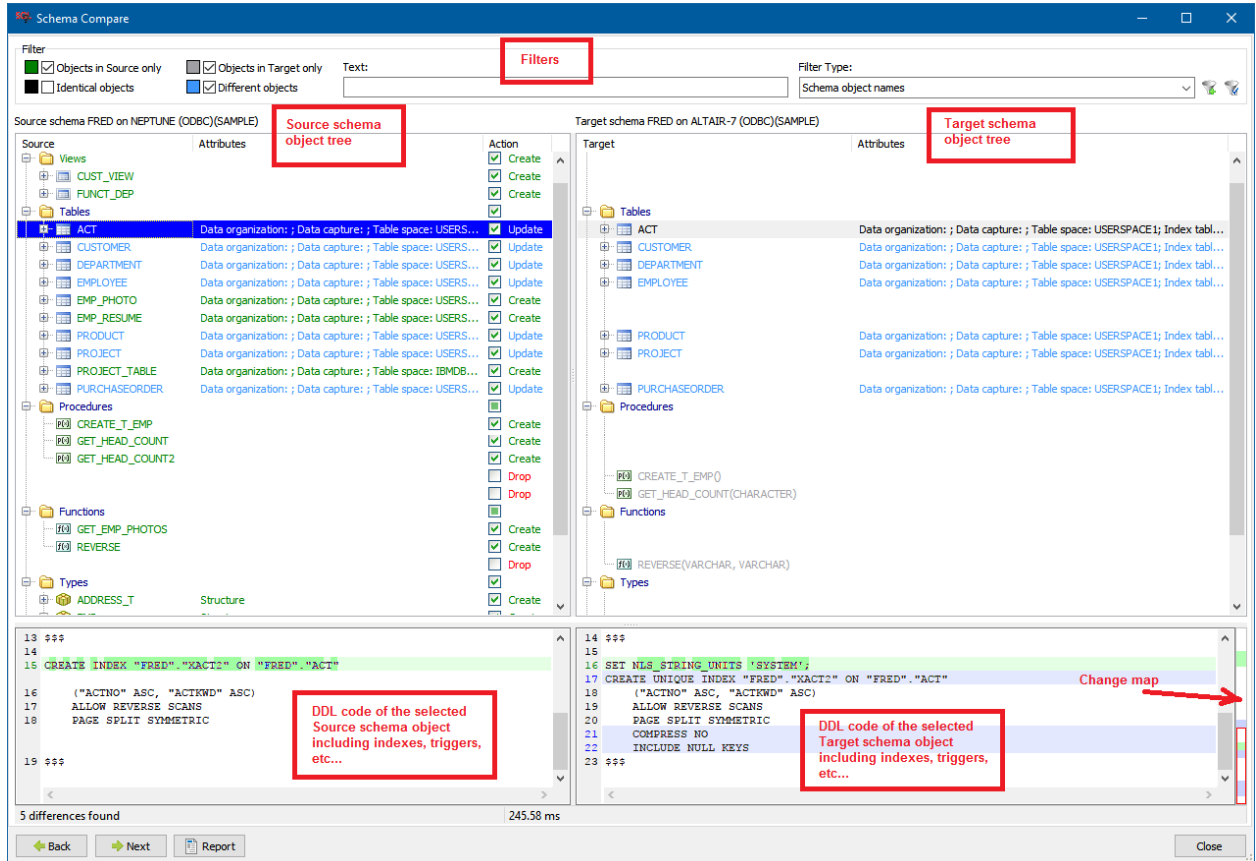 Schema Compare
Filter
Objects in Source only
Objects in Target only
Text:
Filters
Filter Type:
Identical objects
Different objects
Schema object names
Source schema FRED on NEPTUNE (ODBC)(SAMPLE)
Source schema
object tree
Target schema FRED on ALTAIR-7 (ODBC)(SAMPLE)
Target schema
object tree
Source Attributes Action
Views Create
CUST_VIEW Create
FUNCT_DEP Create
Tables
ACT Data organization: ; Data capture: ; Table space: USERS... Update
CUSTOMER Data organization: ; Data capture: ; Table space: USERS... Update
DEPARTMENT Data organization: ; Data capture: ; Table space: USERS... Update
EMPLOYEE Data organization: ; Data capture: ; Table space: USERS... Update
EMP_PHOTO Data organization: ; Data capture: ; Table space: USERS... Create
EMP_RESUME Data organization: ; Data capture: ; Table space: USERS... Create
PRODUCT Data organization: ; Data capture: ; Table space: USERS... Update
PROJECT Data organization: ; Data capture: ; Table space: USERS... Update
PROJECT_TABLE Data organization: ; Data capture: ; Table space: IBMDB... Create
PURCHASEORDER Data organization: ; Data capture: ; Table space: USERS... Update
Procedures
CREATE_T_EMP Create
GET_HEAD_COUNT Create
GET_HEAD_COUNT2 Create
Drop
Drop
Functions
GET_EMP_PHOTOS Create
REVERSE Create
Drop
Types
ADDRESS_T Structure Create
Target Attributes
Tables
ACT Data organization: ; Data capture: ; Table space: USERSPACE1; Index tabl...
CUSTOMER Data organization: ; Data capture: ; Table space: USERSPACE1; Index tabl...
DEPARTMENT Data organization: ; Data capture: ; Table space: USERSPACE1; Index tabl...
EMPLOYEE Data organization: ; Data capture: ; Table space: USERSPACE1; Index tabl...
PRODUCT Data organization: ; Data capture: ; Table space: USERSPACE1; Index tabl...
PROJECT Data organization: ; Data capture: ; Table space: USERSPACE1; Index tabl...
PURCHASEORDER Data organization: ; Data capture: ; Table space: USERSPACE1; Index tabl...
Procedures
CREATE_T_EMP()
GET_HEAD_COUNT(CHARACTER)
Functions
REVERSE(VARCHAR, VARCHAR)
Types
13 $$$
14
15 CREATE INDEX "FRED"."XACT2" ON "FRED"."ACT"
16 ("ACTNO" ASC, "ACTKWD" ASC)
17 ALLOW REVERSE SCANS
18 PAGE SPLIT SYMMETRIC
19 $$$
DDL code of the selected
Source schema object
including indexes, triggers,
etc...
14 $$$
15
16 SET NLS_STRING_UNITS 'SYSTEM';
17 CREATE UNIQUE INDEX "FRED"."XACT2" ON "FRED"."ACT"
18 ("ACTNO" ASC, "ACTKWD" ASC)
19 ALLOW REVERSE SCANS
20 PAGE SPLIT SYMMETRIC
21 COMPRESS NO
22 INCLUDE NULL KEYS
23 $$$
Change map
DDL code of the selected
Target schema object
including indexes, triggers,
etc...
5 differences found
245.58 ms
Back
Next
Report
Close